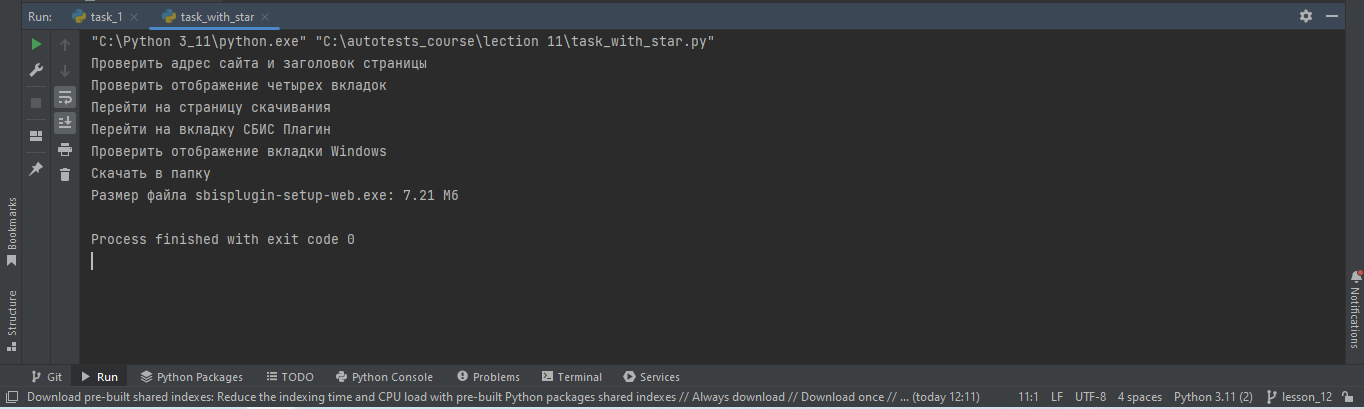 Run: task_1 task_with_star
"C:\Python 3_11\python.exe" "C:\autotests_course\lection 11\task_with_star.py"
Проверить адрес сайта и заголовок страницы
Проверить отображение четырех вкладок
Перейти на страницу скачивания
Перейти на вкладку СБИС Плагин
Проверить отображение вкладки Windows
Скачать в папку
Размер файла sbisplugin-setup-web.exe: 7.21 Мб
Process finished with exit code 0
Bookmarks
Structure
Notifications
Git Run Python Packages TODO Python Console Problems Terminal Services
Download pre-built shared indexes: Reduce the indexing time and CPU load with pre-built Python packages shared indexes // Always download // Download once // ... (today 12:11) 11:1 LF UTF-8 4 spaces Python 3.11 (2) lesson_12